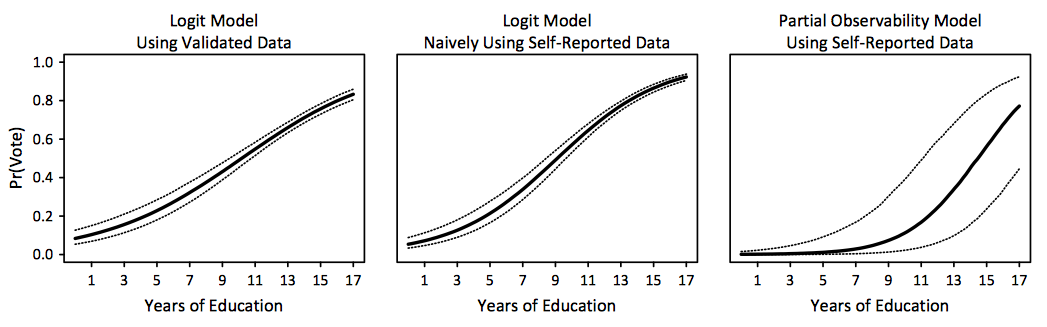 Logit Model
Using Validated Data
Logit Model
Naively Using Self-Reported Data
Partial Observability Model
Using Self-Reported Data
Pr(Vote)
1.0
0.8
0.6
0.4
0.2
0.0
1 3 5 7 9 11 13 15 17
1 3 5 7 9 11 13 15 17
1 3 5 7 9 11 13 15 17
Years of Education
Years of Education
Years of Education